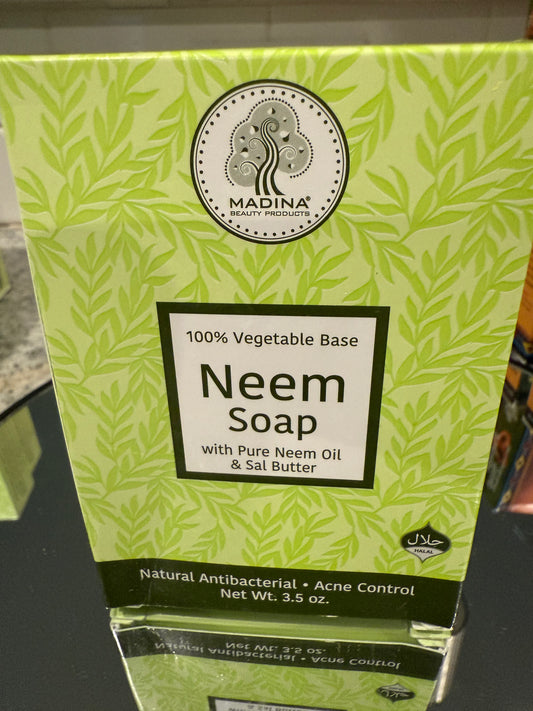 MADINA®
BEAUTY PRODUCTS
100% Vegetable Base
Neem
Soap
with Pure Neem Oil
& Sal Butter
حلال
HALAL
Natural Antibacterial • Acne Control
Net Wt. 3.5 oz.